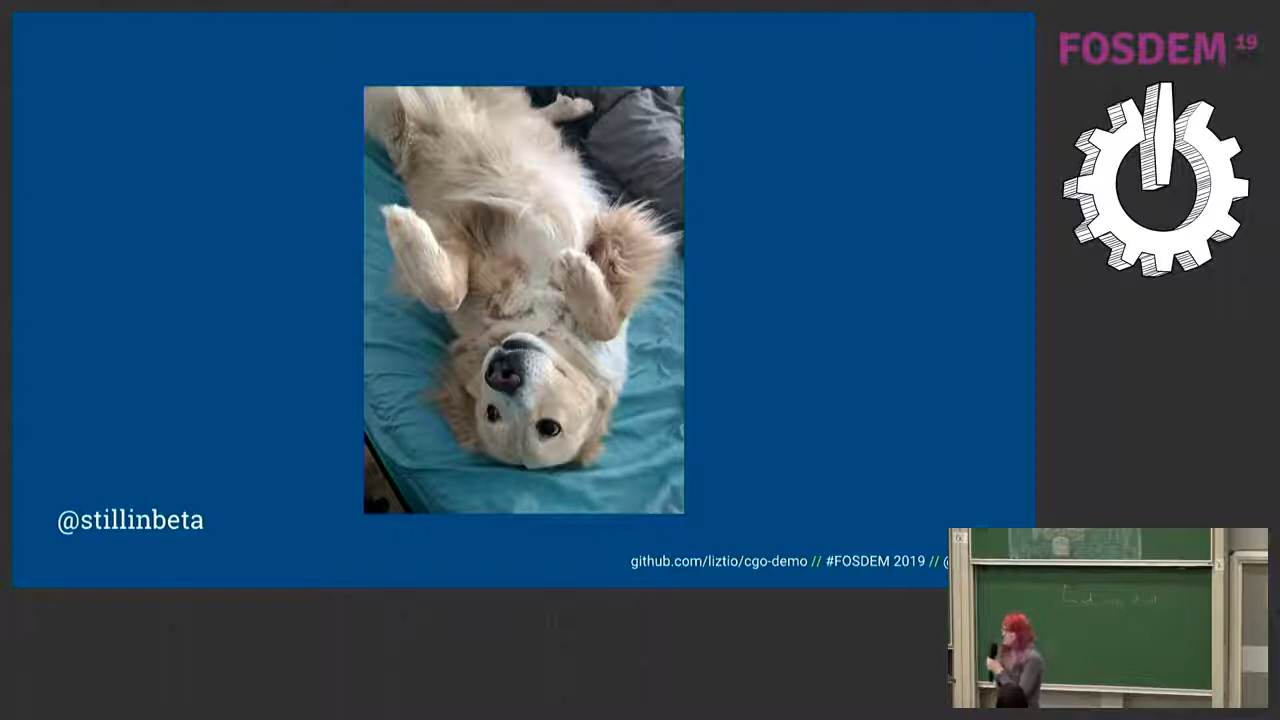 FOSDEM 19
@stillinbeta
github.com/liztio/cgo-demo // #FOSDEM 2019 // @